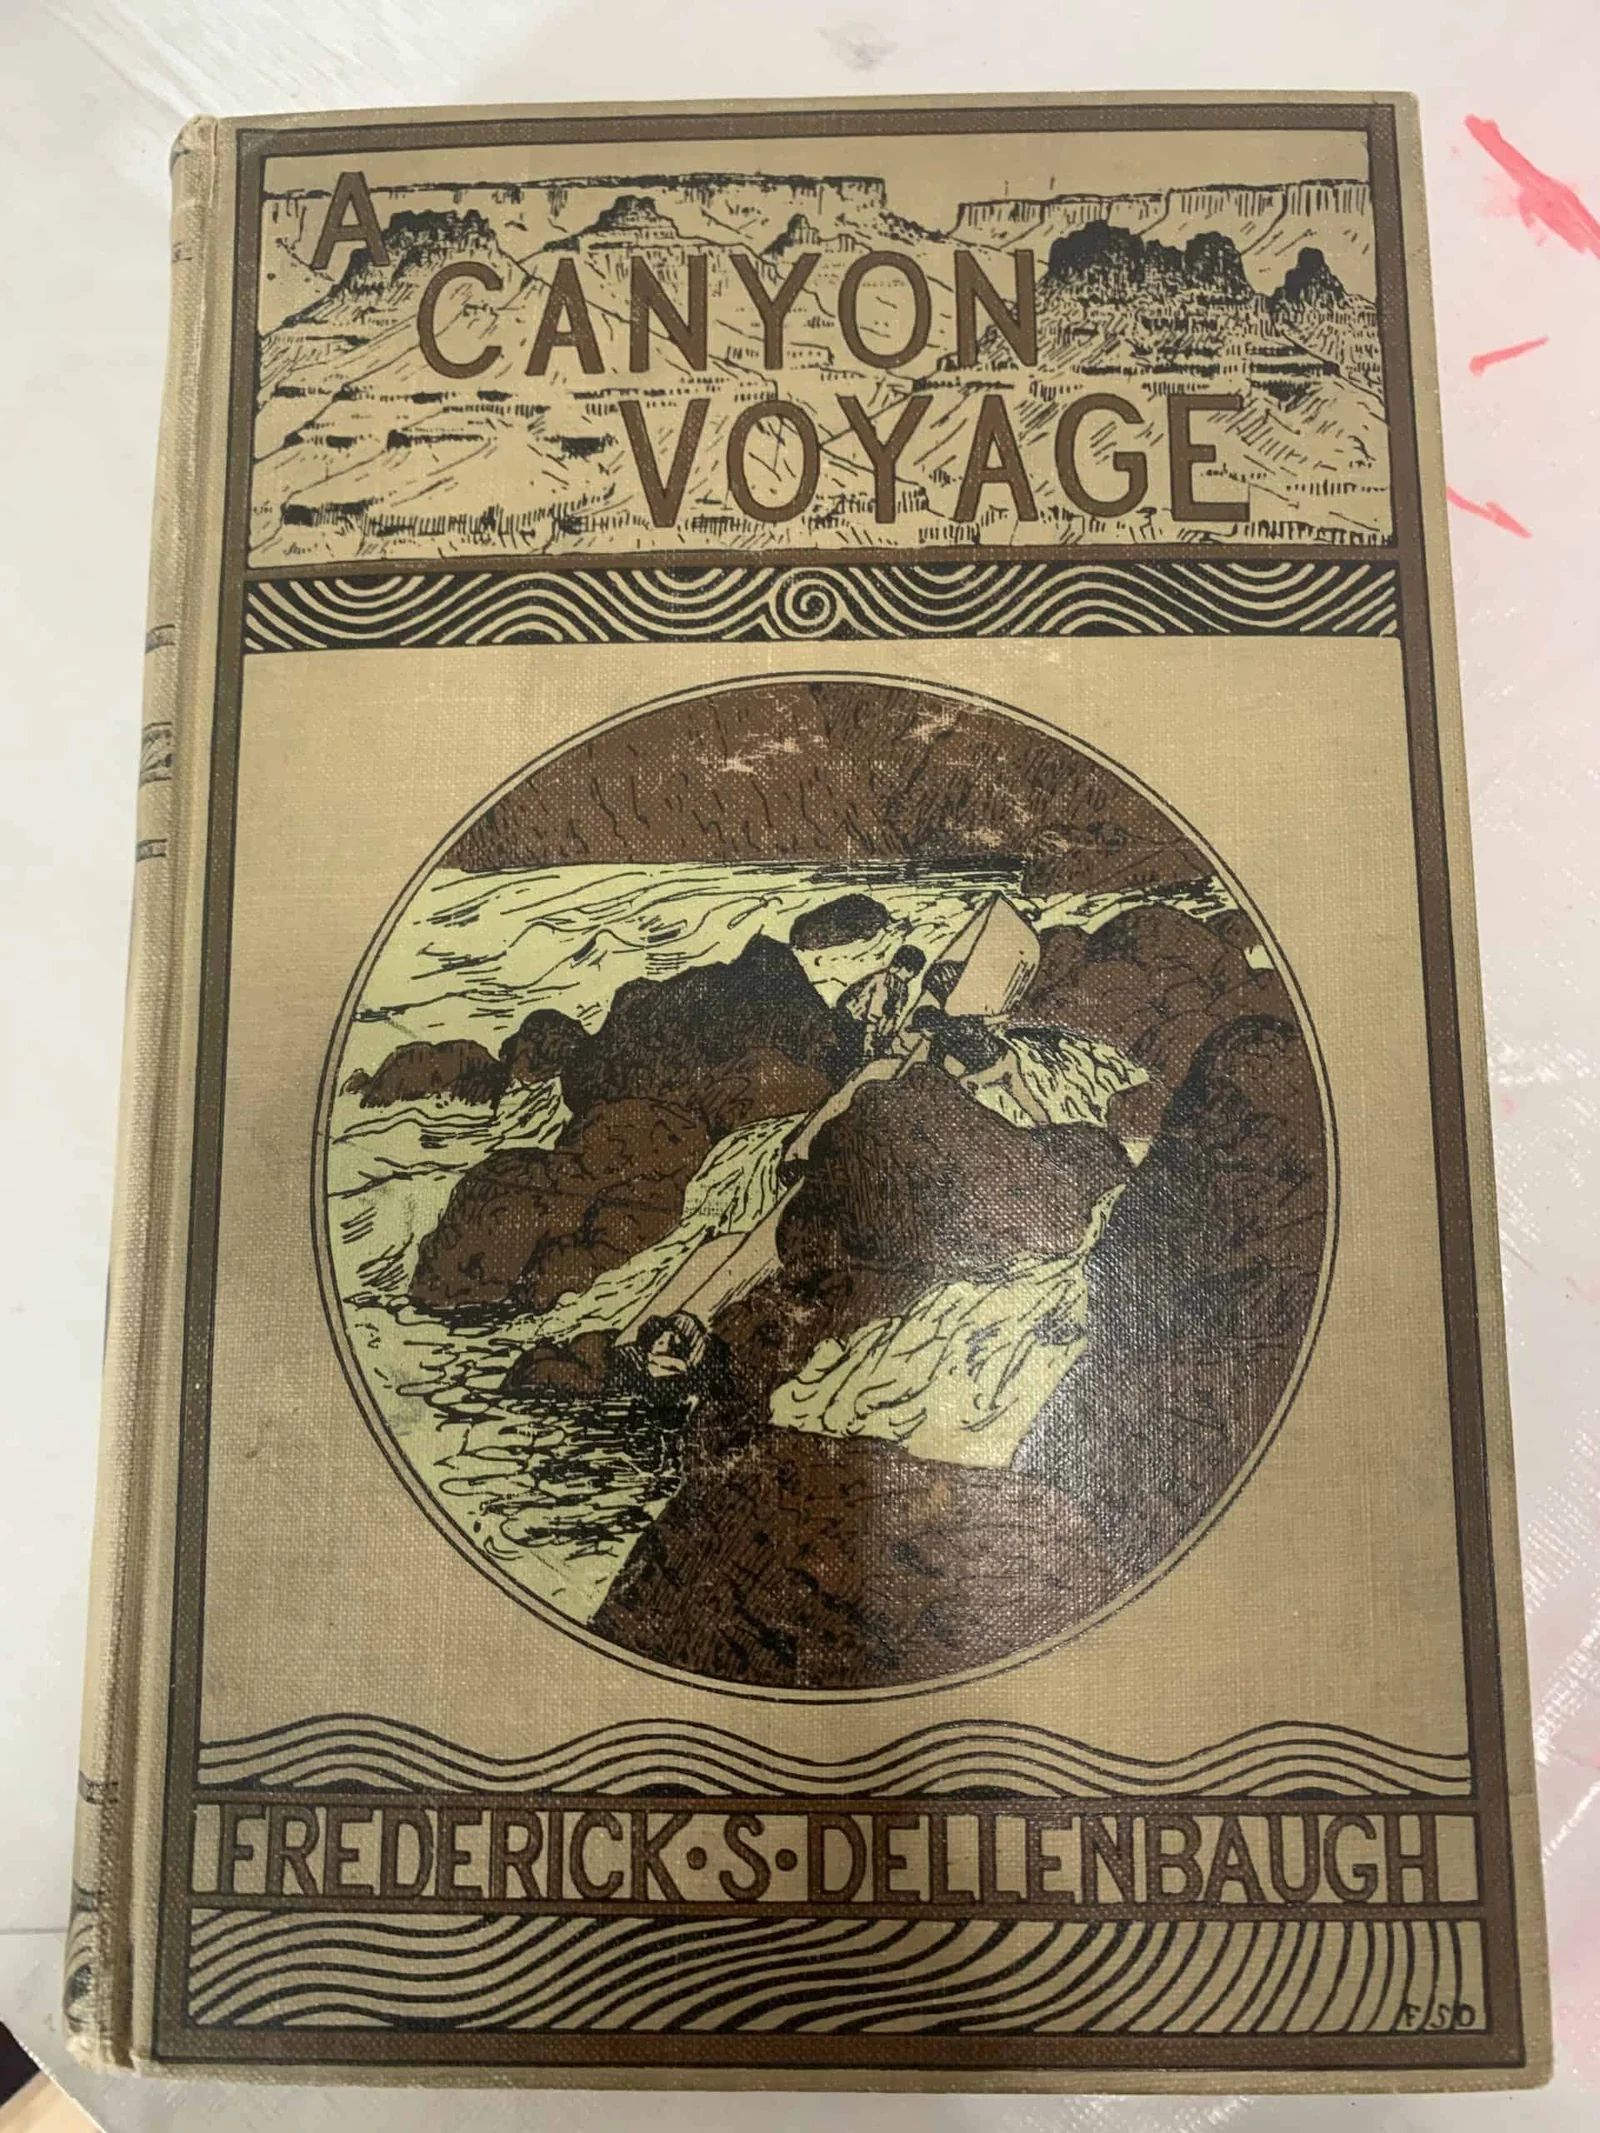 A
CANYON
VOYAGE
FREDERICK·S·DELLENBAUGH
FSD